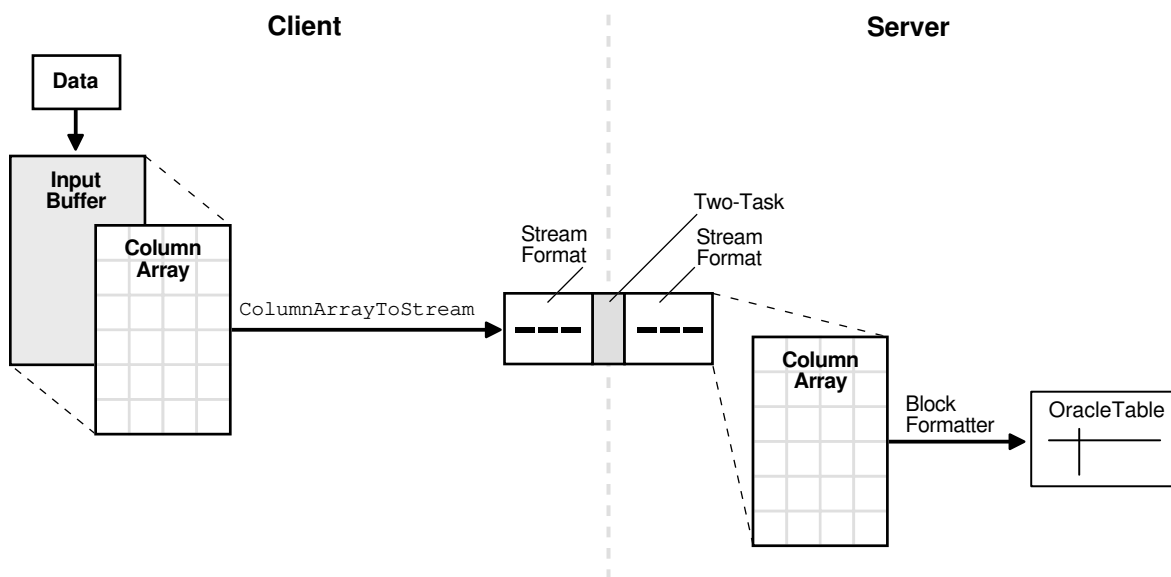 Client
Server
Data
Input
Buffer
Column
Array
ColumnArrayToStream
Stream
Format
Two-Task
Stream
Format
Column
Array
Block
Formatter
OracleTable